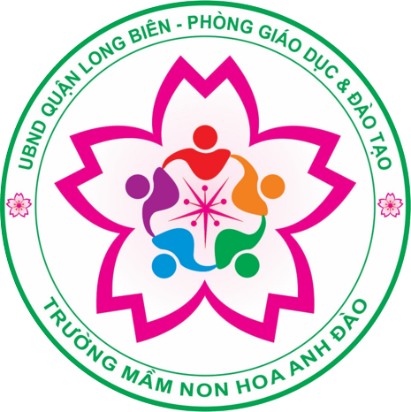 UBND QUẬN LONG BIÊN - PHÒNG GIÁO DỤC & ĐÀO TẠO
TRƯỜNG MẦM NON HOA ANH ĐÀO